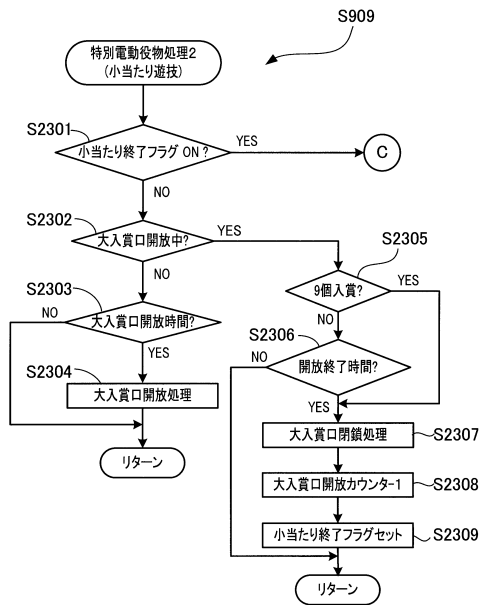 S909
特別電動役物処理2
(小当たり遊技)
S2301
小当たり終了フラグ ON ?
YES
C
NO
S2302
大入賞口開放中?
YES
NO
S2305
9個入賞?
YES
NO
S2303
NO
大入賞口開放時間?
YES
S2306
NO
開放終了時間?
YES
S2304
大入賞口開放処理
リターン
大入賞口閉鎖処理
S2307
大入賞口開放カウンタ-1
S2308
小当たり終了フラグセット
S2309
リターン